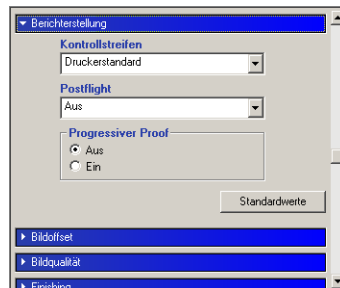 Berichterstellung
Kontrollstreifen
Druckerstandard
Postflight
Aus
Progressiver Proof
Aus
Ein
Standardwerte
Bildoffset
Bildqualität
Finishing